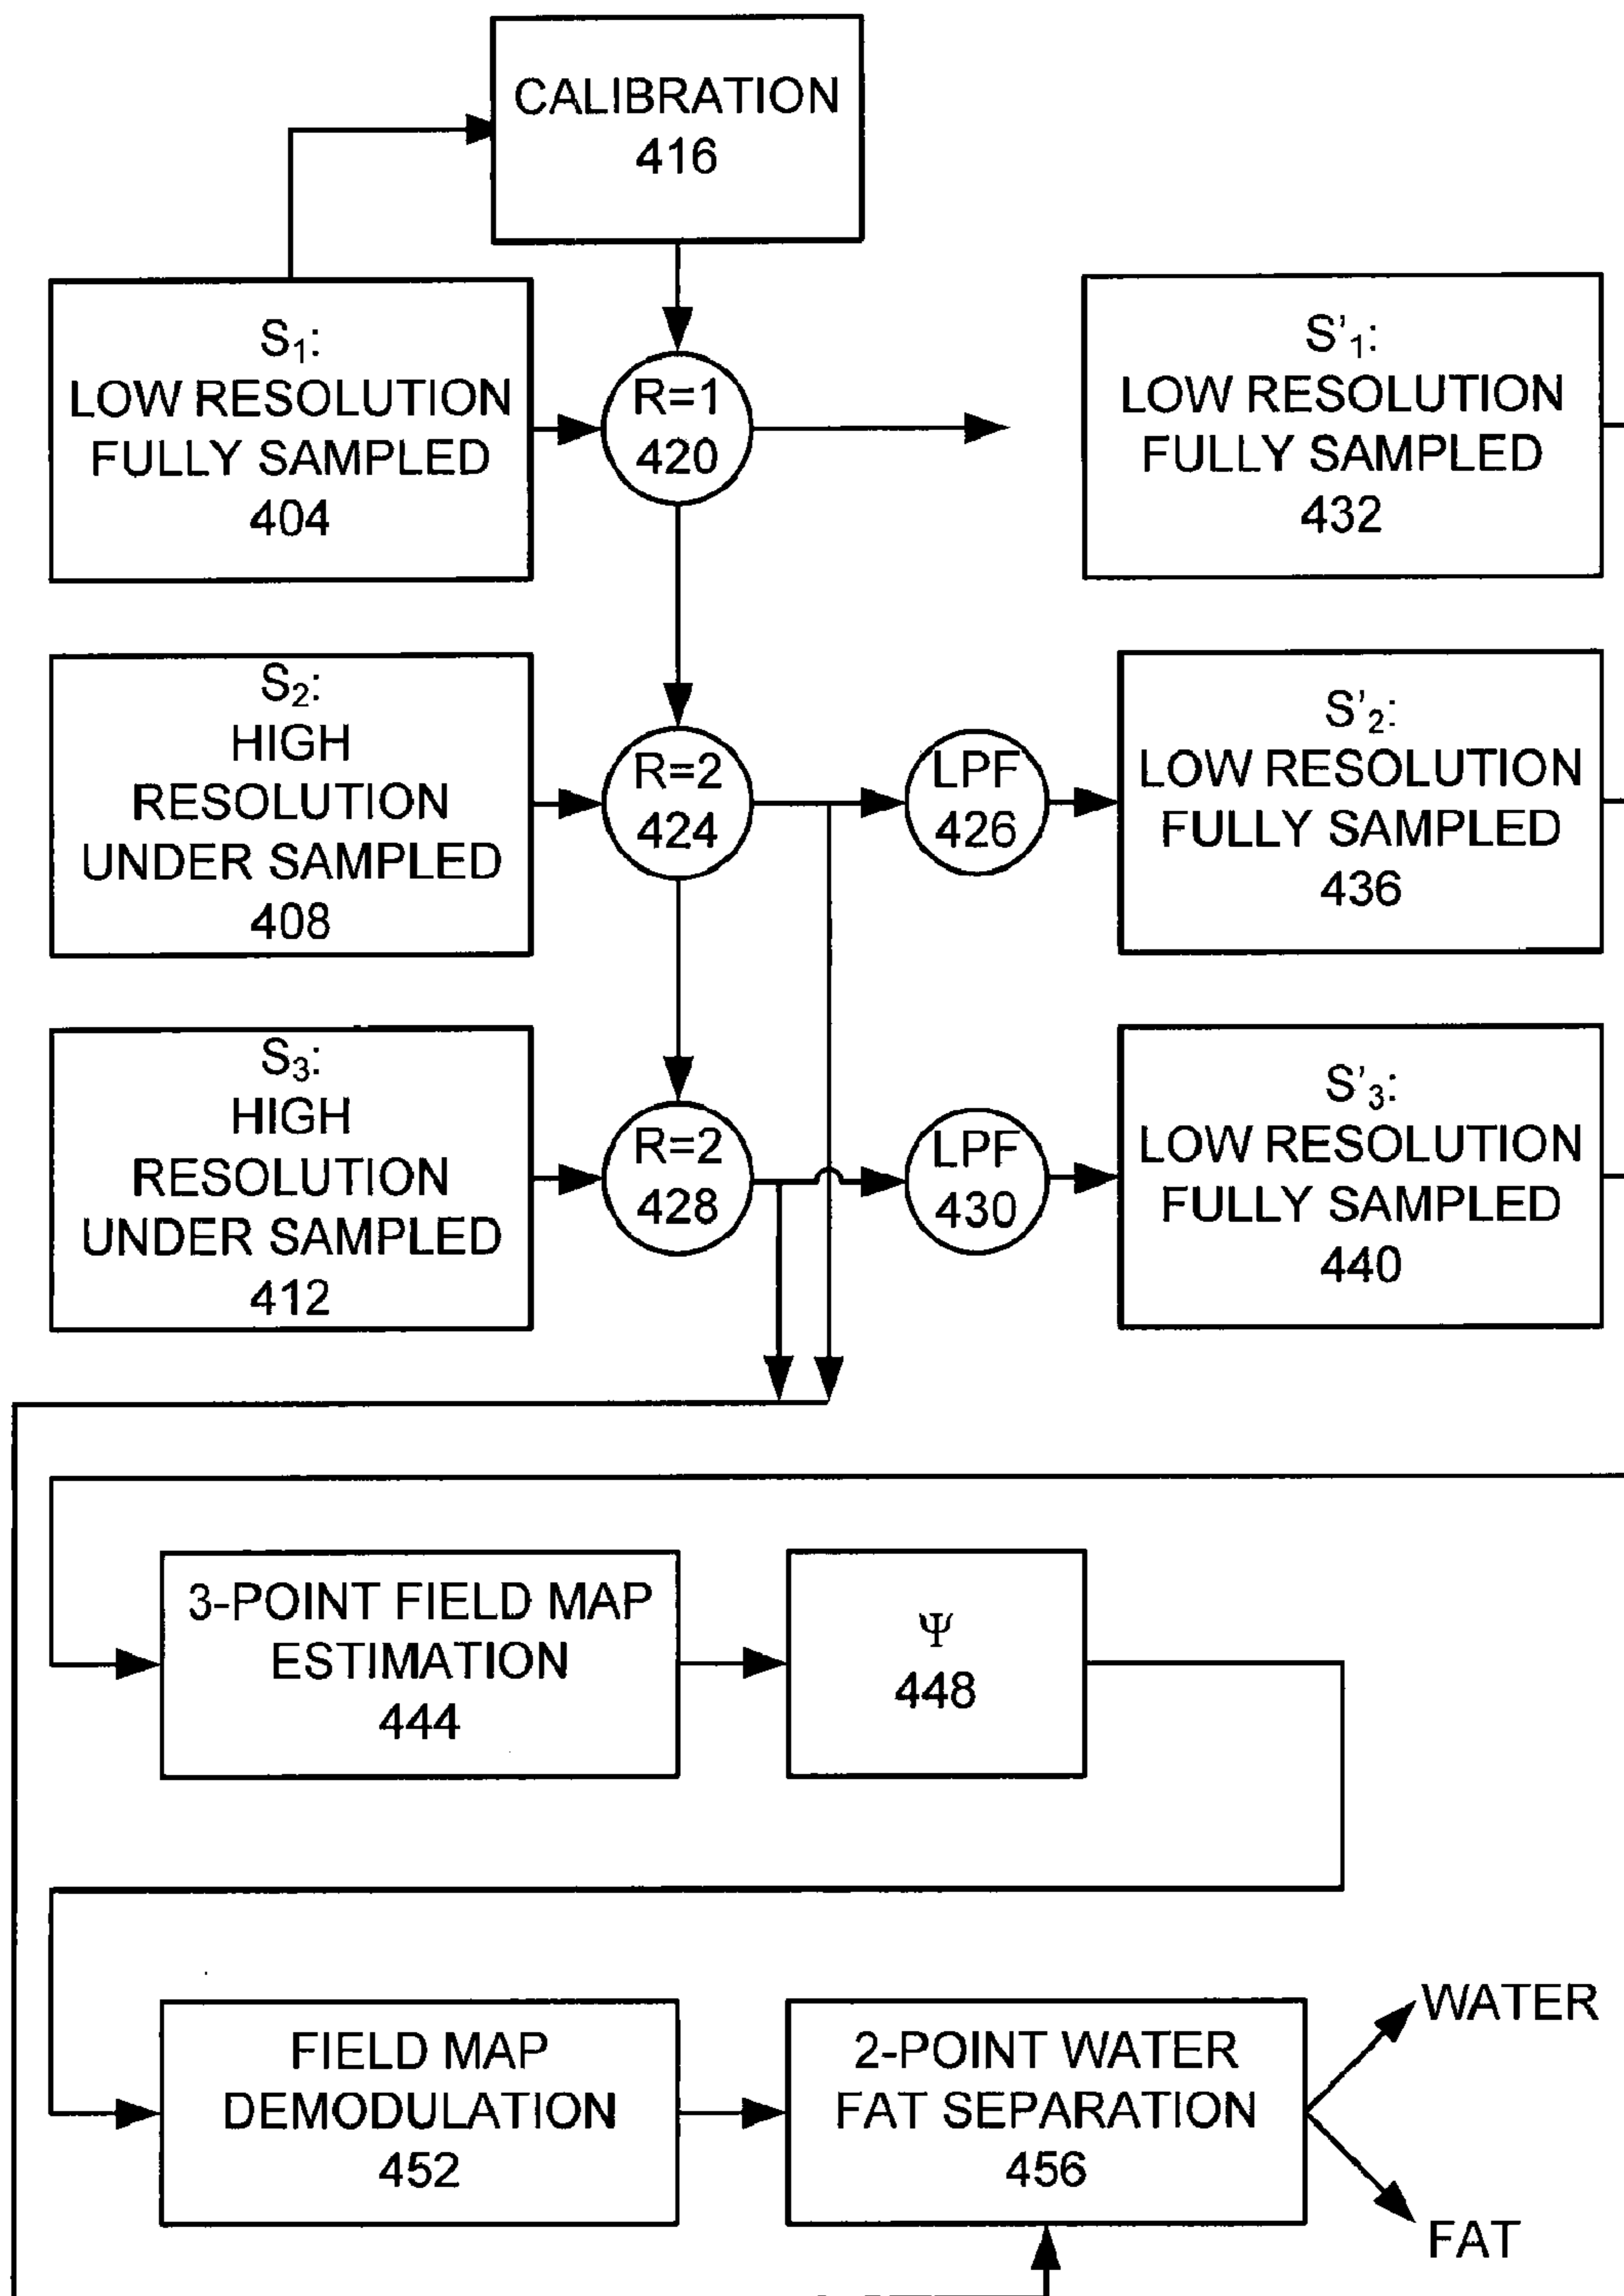 CALIBRATION
416
S₁:
LOW RESOLUTION
FULLY SAMPLED
404
R=1
420
S'₁:
LOW RESOLUTION
FULLY SAMPLED
432
S₂:
HIGH
RESOLUTION
UNDER SAMPLED
408
R=2
424
LPF
426
S'₂:
LOW RESOLUTION
FULLY SAMPLED
436
S₃:
HIGH
RESOLUTION
UNDER SAMPLED
412
R=2
428
LPF
430
S'₃:
LOW RESOLUTION
FULLY SAMPLED
440
3-POINT FIELD MAP
ESTIMATION
444
Ψ
448
FIELD MAP
DEMODULATION
452
2-POINT WATER
FAT SEPARATION
456
WATER
FAT